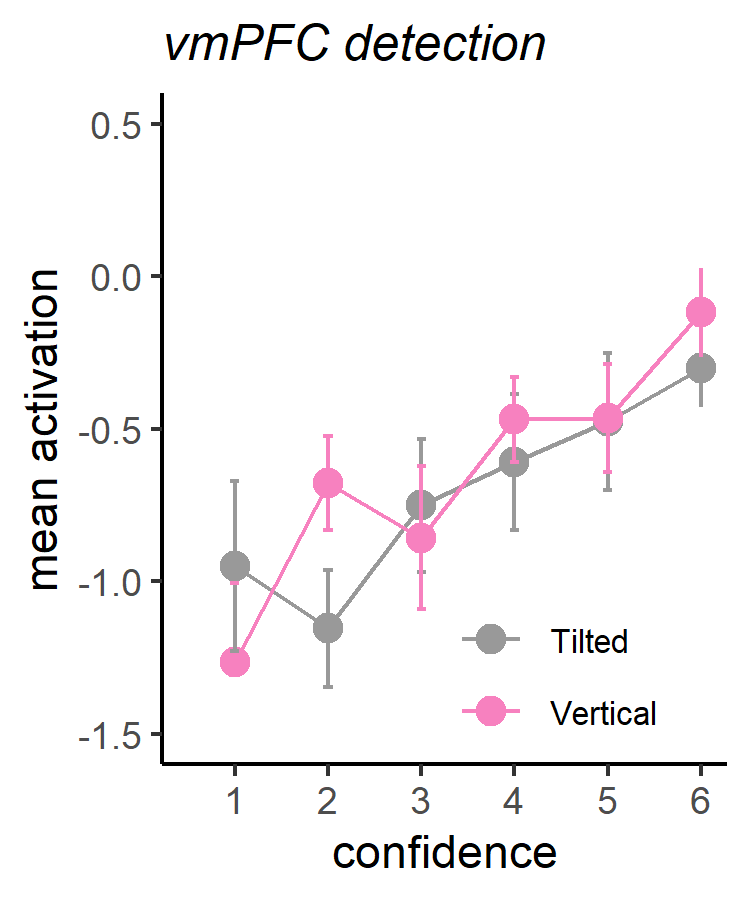 vmPFC detection
mean activation
0.5
0.0
-0.5
-1.0
-1.5
Tilted
Vertical
1 2 3 4 5 6
confidence